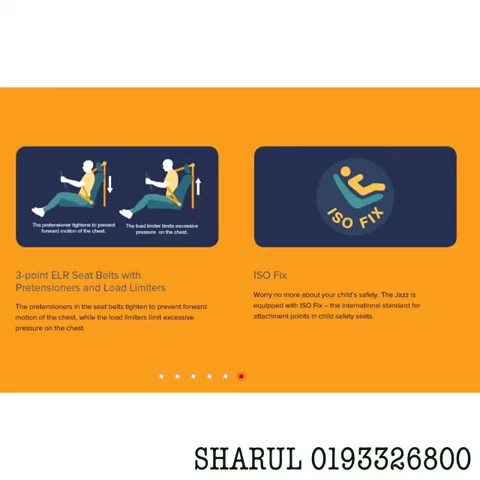 The pretensioner tightens to prevent
forward motion of the chest.
The load limiter limits excessive
pressure on the chest.
ISO FIX
3-point ELR Seat Belts with
Pretensioners and Load Limiters
The pretensioners in the seat belts tighten to prevent forward
motion of the chest, while the load limiters limit excessive
pressure on the chest.
ISO Fix
Worry no more about your child's safety. The Jazz is
equipped with ISO Fix – the international standard for
attachment points in child safety seats.
SHARUL 0193326800